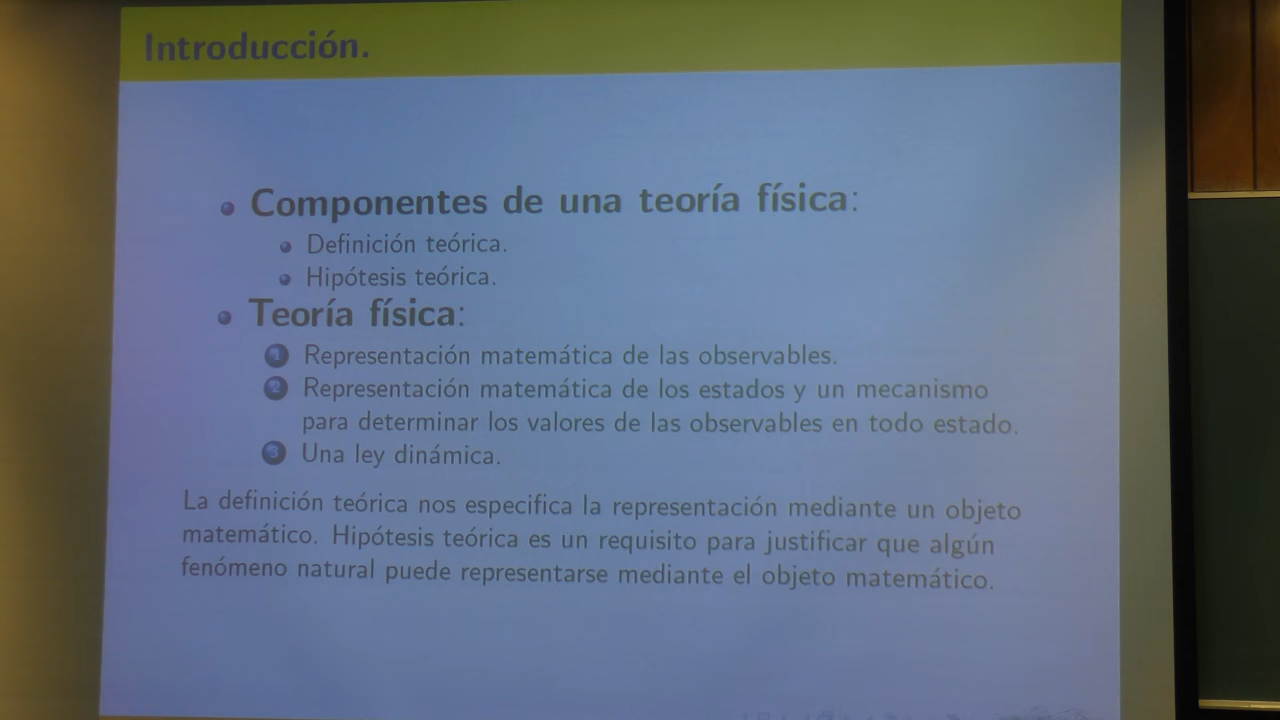 Introducción.
Componentes de una teoría física:
Definición teórica.
Hipótesis teórica.
Teoría física:
1 Representación matemática de las observables.
2 Representación matemática de los estados y un mecanismo
para determinar los valores de las observables en todo estado.
3 Una ley dinámica.
La definición teórica nos especifica la representación mediante un objeto
matemático. Hipótesis teórica es un requisito para justificar que algún
fenómeno natural puede representarse mediante el objeto matemático.